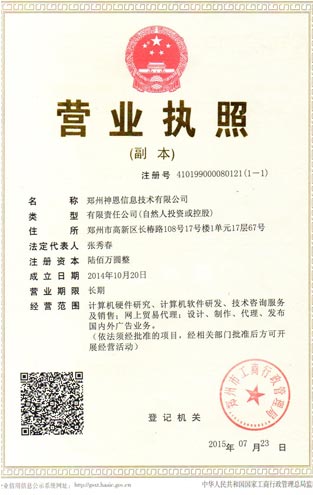 营业执照
(副本)
注册号 410199000080121(1-1)
名称 郑州神恩信息技术有限公司
类型 有限责任公司(自然人投资或控股)
住所 郑州市高新区长椿路108号17号楼1单元17层67号
法定代表人 张秀春
注册资本 陆佰万圆整
成立日期 2014年10月20日
营业期限 长期
经营范围 计算机硬件研究、计算机软件研发、技术咨询服务
及销售;网上贸易代理;设计、制作、代理、发布
国内外广告业务。
(依法须经批准的项目,经相关部门批准后方可开
展经营活动)
郑州市工商行政管理局
登记机关
2015年 07月 23日
业信用信息公示系统网址:
中华人民共和国国家工商行政管理总局监